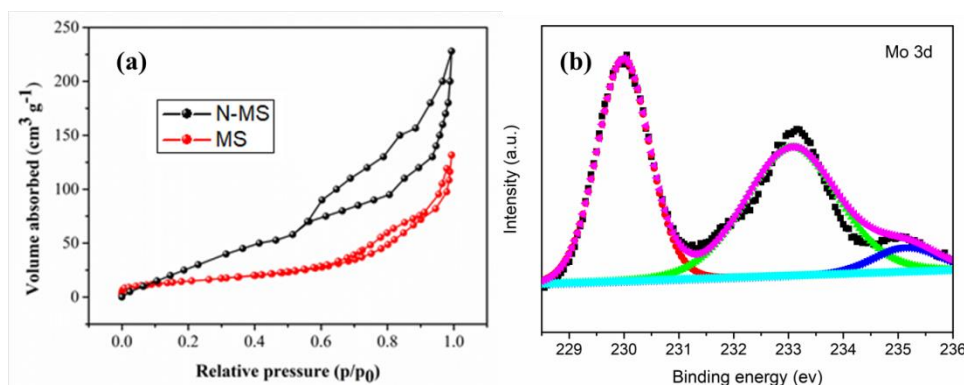 (a)
N-MS
MS
Volume absorbed (cm³ g⁻¹)
250
200
150
100
50
0
0.0 0.2 0.4 0.6 0.8 1.0
Relative pressure (p/p₀)
(b)
Mo 3d
Intensity (a.u.)
229 230 231 232 233 234 235 236
Binding energy (ev)